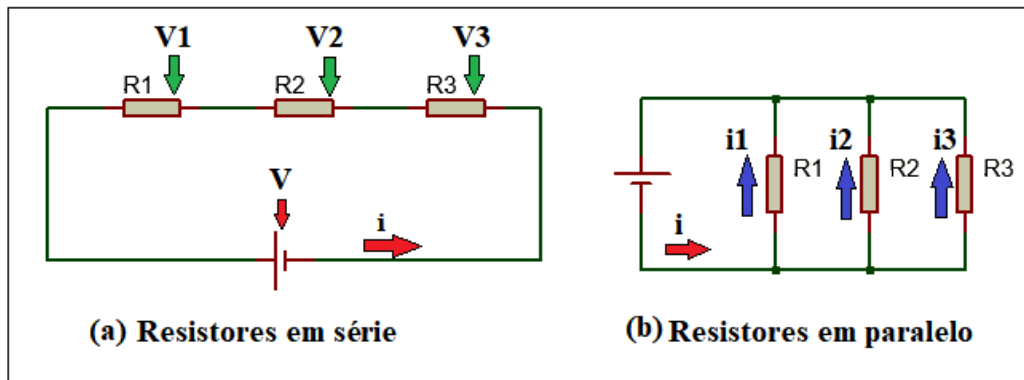 V1 V2 V3
R1 R2 R3
V
i
(a) Resistores em série
i1 i2 i3
R1 R2 R3
i
(b) Resistores em paralelo